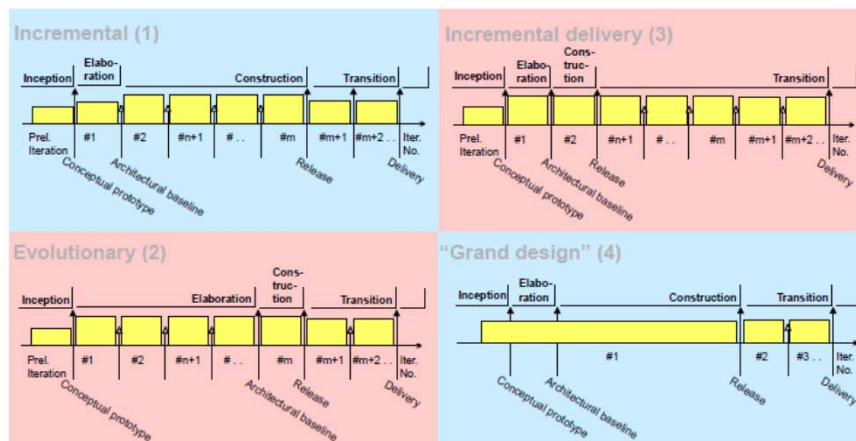 Incremental (1)
Elabo-
Inception
ration
Construction
Transition
Prel.
Iteration
#1
#2
#n+1
#. .
#m
#m+1
#m+2 . .
Iter.
No.
Conceptual prototype
Architectural baseline
Release
Delivery
Incremental delivery (3)
Cons-
Elabo-
truc-
Inception
ration
tion
Transition
Prel.
Iteration
#1
#2
#n+1
#. .
#m
#m+1
#m+2 . .
Iter.
No.
Conceptual prototype
Architectural baseline
Release
Delivery
Evolutionary (2)
Cons-
truc-
Inception
Elaboration
tion
Transition
Prel.
Iteration
#1
#2
#n+1
#. .
#m
#m+1
#m+2 . .
Iter.
No.
Conceptual prototype
Architectural baseline
Release
Delivery
“Grand design” (4)
Elabo-
Inception
ration
Construction
Transition
#1
#2
#3. .
Iter.
No.
Conceptual prototype
Architectural baseline
Release
Delivery